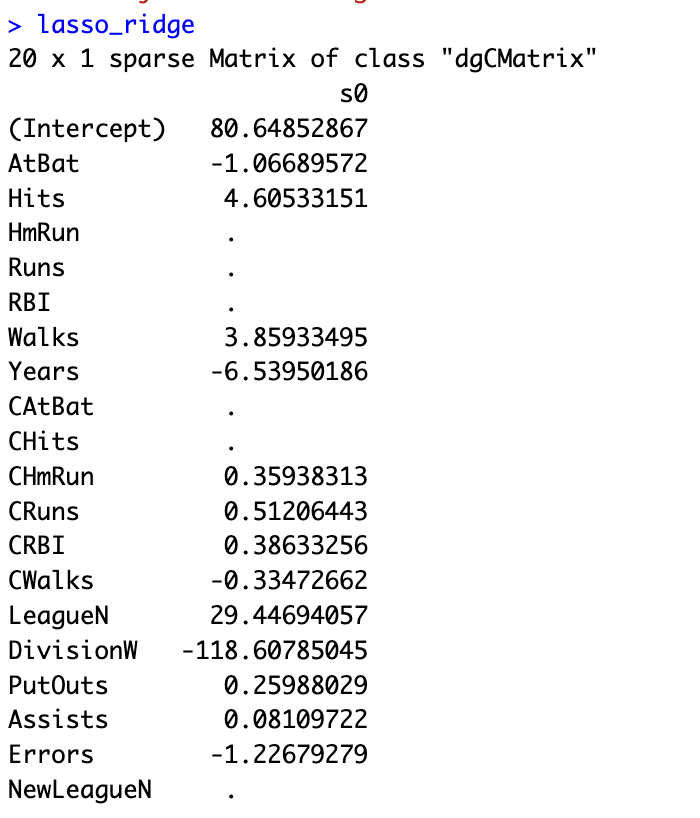 > lasso_ridge
20 x 1 sparse Matrix of class "dgCMatrix"
s0
(Intercept) 80.64852867
AtBat -1.06689572
Hits 4.60533151
HmRun .
Runs .
RBI .
Walks 3.85933495
Years -6.53950186
CAtBat .
CHits .
CHmRun 0.35938313
CRuns 0.51206443
CRBI 0.38633256
CWalks -0.33472662
LeagueN 29.44694057
DivisionW -118.60785045
PutOuts 0.25988029
Assists 0.08109722
Errors -1.22679279
NewLeagueN .